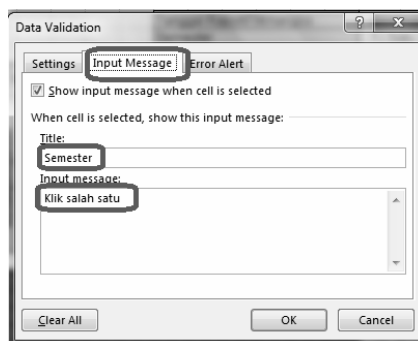 Data Validation
?
Settings Input Message Error Alert
Show input message when cell is selected
When cell is selected, show this input message:
Title:
Semester
Input message:
Klik salah satu
Clear All OK Cancel